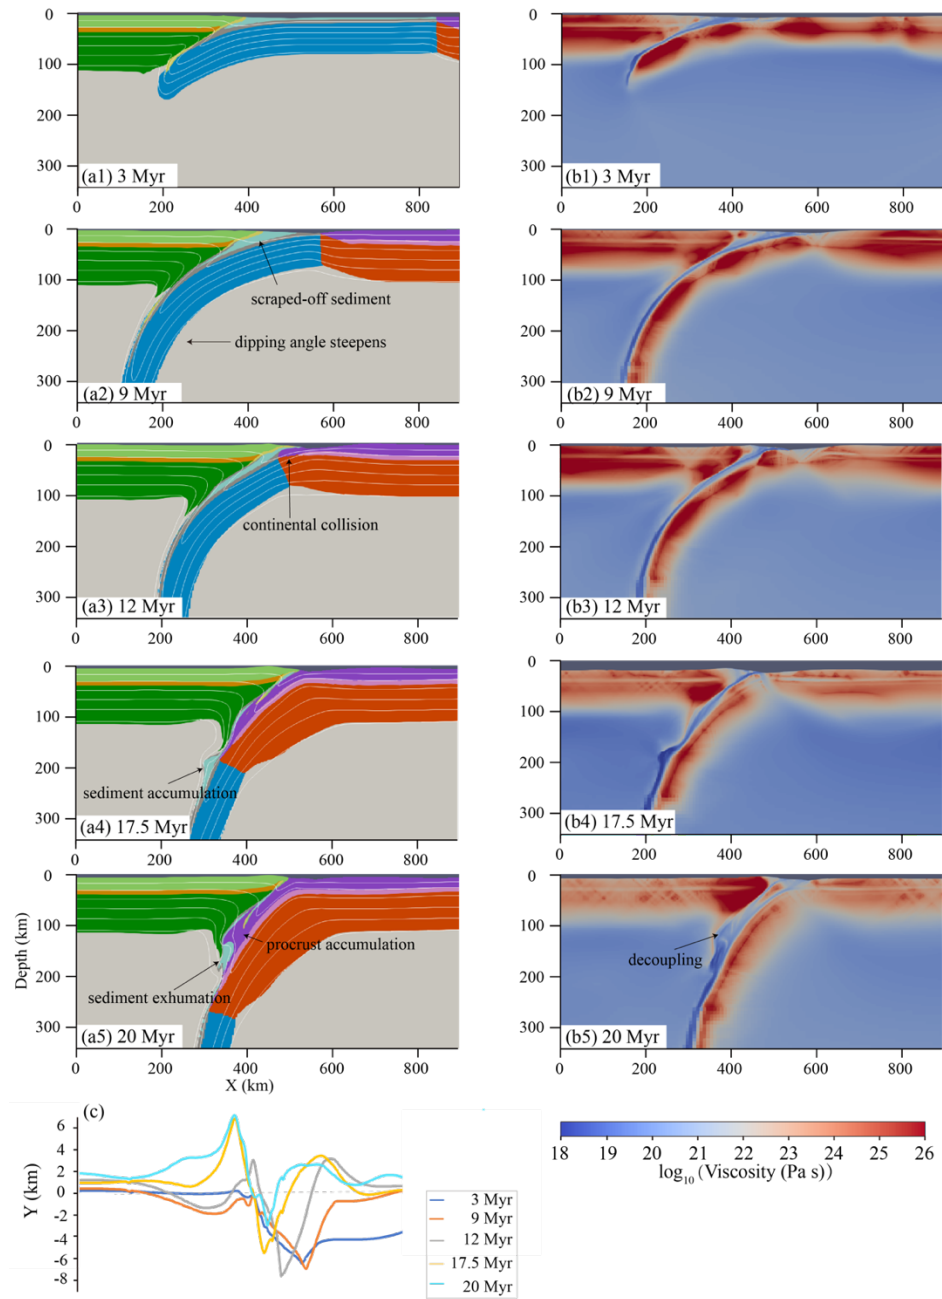 0
100
200
300
(a1) 3 Myr
0 200 400 600 800
0
100
200
300
(b1) 3 Myr
0 200 400 600 800
0
100
200
300
scraped-off sediment
dipping angle steepens
(a2) 9 Myr
0 200 400 600 800
0
100
200
300
(b2) 9 Myr
0 200 400 600 800
0
100
200
300
continental collision
(a3) 12 Myr
0 200 400 600 800
0
100
200
300
(b3) 12 Myr
0 200 400 600 800
0
100
200
300
sediment accumulation
(a4) 17.5 Myr
0 200 400 600 800
0
100
200
300
(b4) 17.5 Myr
0 200 400 600 800
Depth (km)
0
100
200
300
procrust accumulation
sediment exhumation
(a5) 20 Myr
0 200 400 600 800
X (km)
0
100
200
300
decoupling
(b5) 20 Myr
0 200 400 600 800
(c)
Y (km)
6
4
2
0
-2
-4
-6
-8
3 Myr
9 Myr
12 Myr
17.5 Myr
20 Myr
18 19 20 21 22 23 24 25 26
log10 (Viscosity (Pa s))